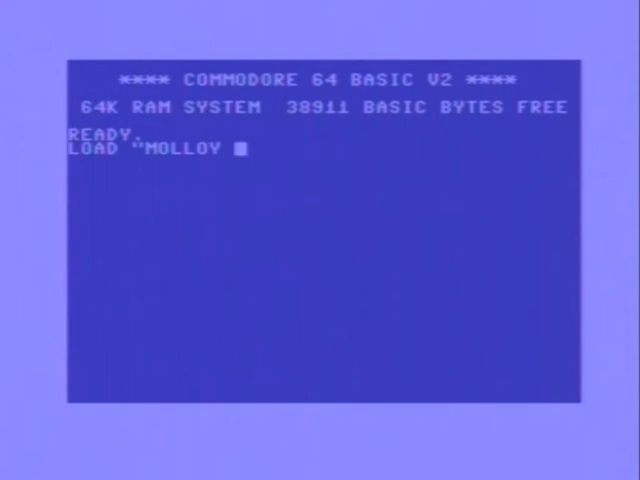 **** COMMODORE 64 BASIC V2 ****
64K RAM SYSTEM 38911 BASIC BYTES FREE
READY.
LOAD "MOLLOY